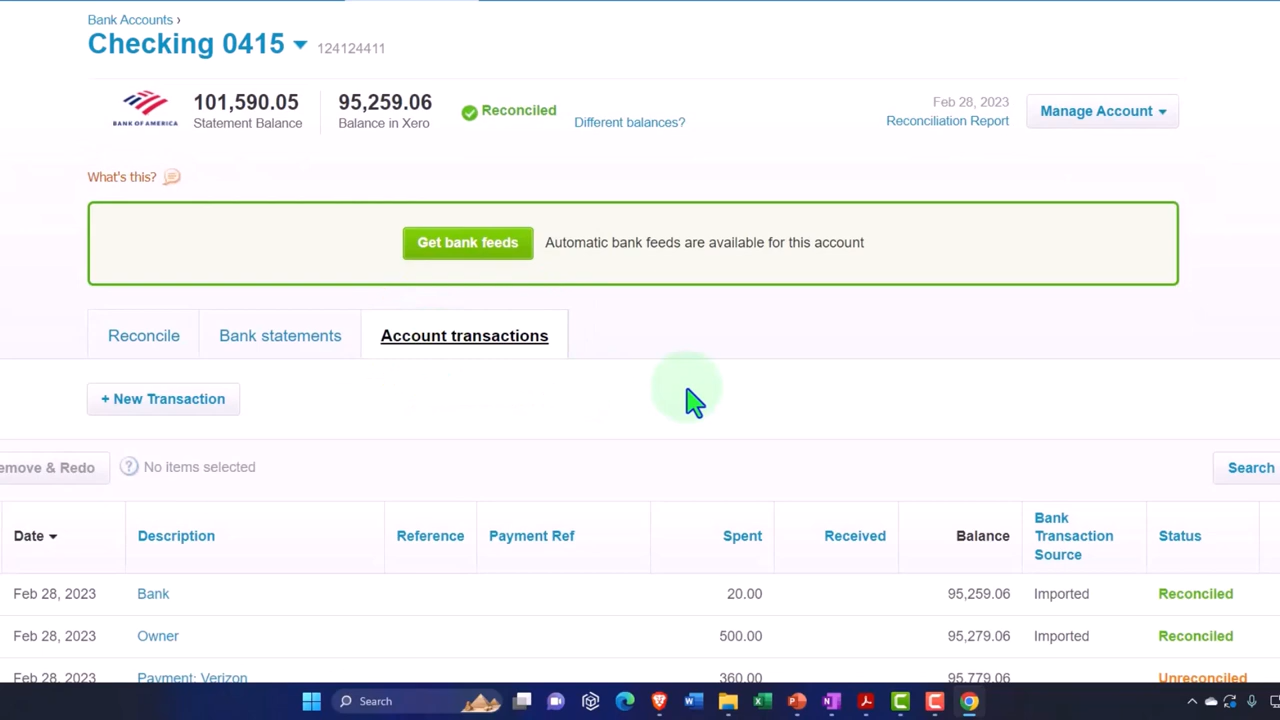 Bank Accounts ›
Checking 0415 124124411
BANK OF AMERICA
101,590.05
Statement Balance
95,259.06
Balance in Xero
Reconciled
Different balances?
Feb 28, 2023
Reconciliation Report
Manage Account
What's this?
Get bank feeds Automatic bank feeds are available for this account
Reconcile Bank statements Account transactions
+ New Transaction
emove & Redo ? No items selected Search
Date Description Reference Payment Ref Spent Received Balance Bank Transaction Source Status
Feb 28, 2023 Bank 20.00 95,259.06 Imported Reconciled
Feb 28, 2023 Owner 500.00 95,279.06 Imported Reconciled
Feb 28, 2023 Payment: Verizon 360.00 95,779.06 Unreconciled
Search